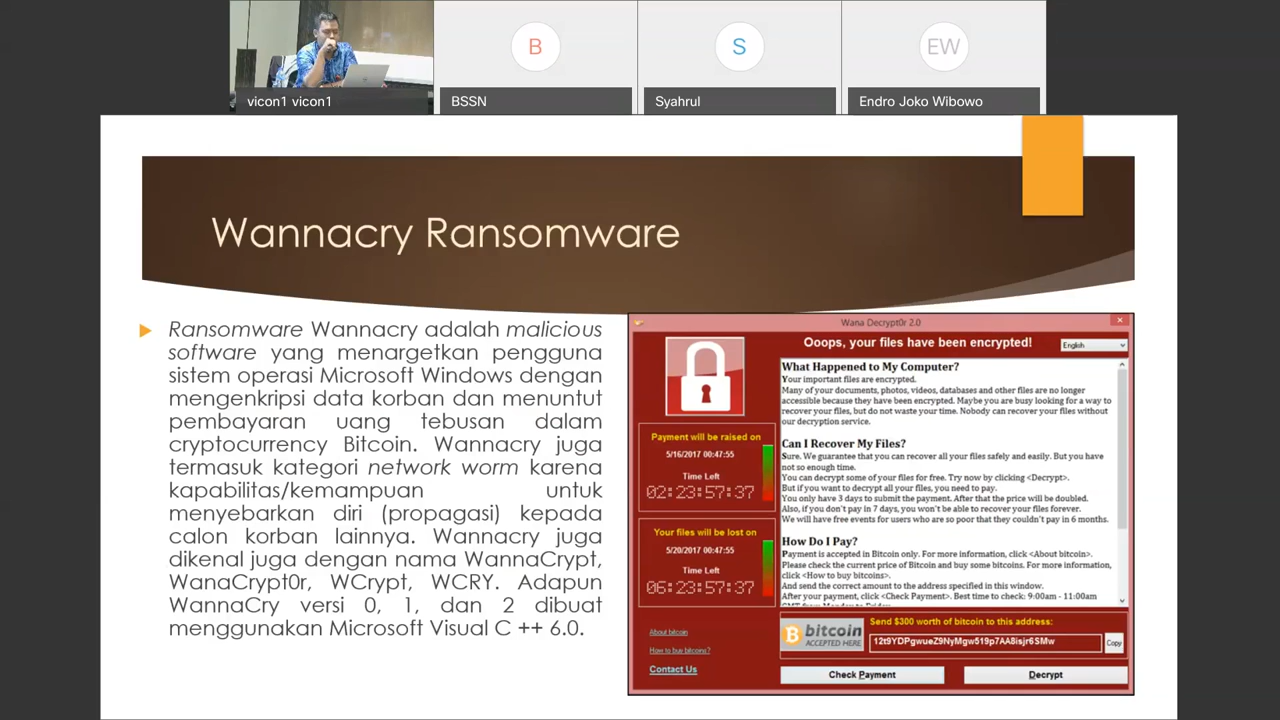 B
S
EW
vicon1 vicon1
BSSN
Syahrul
Endro Joko Wibowo
Wannacry Ransomware
Ransomware Wannacry adalah malicious
software yang menargetkan pengguna
sistem operasi Microsoft Windows dengan
mengenkripsi data korban dan menuntut
pembayaran uang tebusan dalam
cryptocurrency Bitcoin. Wannacry juga
termasuk kategori network worm karena
kapabilitas/kemampuan untuk
menyebarkan diri (propagasi) kepada
calon korban lainnya. Wannacry juga
dikenal juga dengan nama WannaCrypt,
WanaCrypt0r, WCrypt, WCRY. Adapun
WannaCry versi 0, 1, dan 2 dibuat
menggunakan Microsoft Visual C ++ 6.0.
Wana Decrypt0r 2.0
Ooops, your files have been encrypted!
English
Payment will be raised on
5/16/2017 00:47:55
Time Left
02:23:57:37
Your files will be lost on
5/20/2017 00:47:55
Time Left
06:23:57:37
About bitcoin
How to buy bitcoins?
Contact Us
What Happened to My Computer?
Your important files are encrypted.
Many of your documents, photos, videos, databases and other files are no longer
accessible because they have been encrypted. Maybe you are busy looking for a way to
recover your files, but do not waste your time. Nobody can recover your files without
our decryption service.
Can I Recover My Files?
Sure. We guarantee that you can recover all your files safely and easily. But you have
not so enough time.
You can decrypt some of your files for free. Try now by clicking <Decrypt>.
But if you want to decrypt all your files, you need to pay.
You only have 3 days to submit the payment. After that the price will be doubled.
Also, if you don't pay in 7 days, you won't be able to recover your files forever.
We will have free events for users who are so poor that they couldn't pay in 6 months.
How Do I Pay?
Payment is accepted in Bitcoin only. For more information, click <About bitcoin>.
Please check the current price of Bitcoin and buy some bitcoins. For more information,
click <How to buy bitcoins>.
And send the correct amount to the address specified in this window.
After your payment, click <Check Payment>. Best time to check: 9:00am - 11:00am
GMT from Monday to Friday
bitcoin
ACCEPTED HERE
Send $300 worth of bitcoin to this address:
12t9YDPgwueZ9NyMgw519p7AA8isjr6SMw
Copy
Check Payment
Decrypt